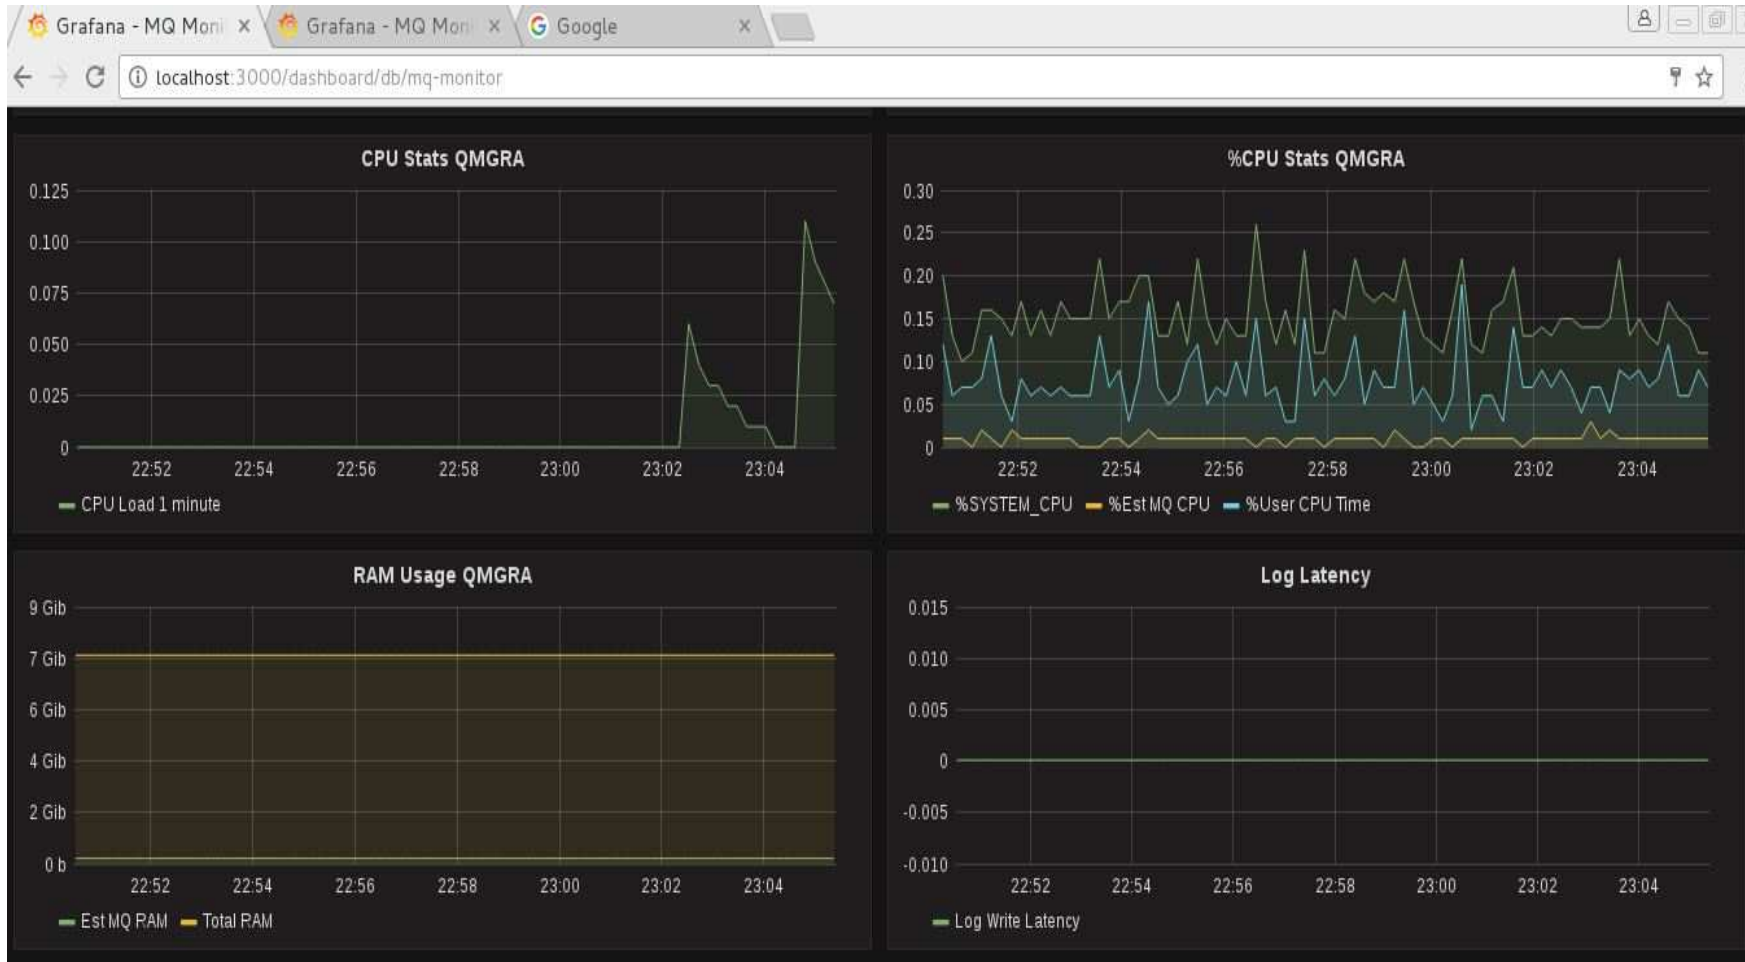 Grafana - MQ Moni
Grafana - MQ Mon
Google
localhost:3000/dashboard/db/mq-monitor
CPU Stats QMGRA
0.125
0.100
0.075
0.050
0.025
0
22:52 22:54 22:56 22:58 23:00 23:02 23:04
CPU Load 1 minute
%CPU Stats QMGRA
0.30
0.25
0.20
0.15
0.10
0.05
0
22:52 22:54 22:56 22:58 23:00 23:02 23:04
%SYSTEM_CPU %Est MQ CPU %User CPU Time
RAM Usage QMGRA
9 Gib
7 Gib
6 Gib
4 Gib
2 Gib
0 b
22:52 22:54 22:56 22:58 23:00 23:02 23:04
Est MQ RAM Total RAM
Log Latency
0.015
0.010
0.005
0
-0.005
-0.010
22:52 22:54 22:56 22:58 23:00 23:02 23:04
Log Write Latency